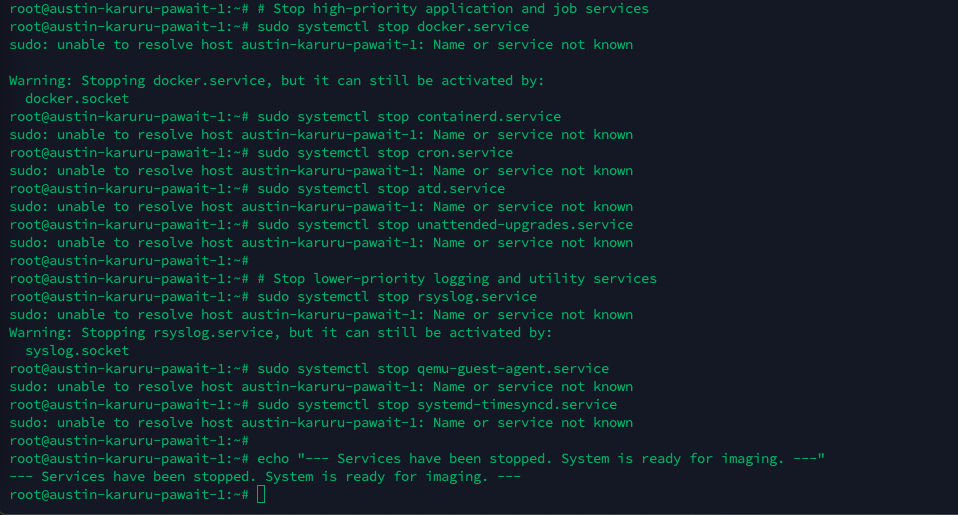 root@austin-karuru-pawait-1:~# # Stop high-priority application and job services
root@austin-karuru-pawait-1:~# sudo systemctl stop docker.service
sudo: unable to resolve host austin-karuru-pawait-1: Name or service not known

Warning: Stopping docker.service, but it can still be activated by:
  docker.socket
root@austin-karuru-pawait-1:~# sudo systemctl stop containerd.service
sudo: unable to resolve host austin-karuru-pawait-1: Name or service not known
root@austin-karuru-pawait-1:~# sudo systemctl stop cron.service
sudo: unable to resolve host austin-karuru-pawait-1: Name or service not known
root@austin-karuru-pawait-1:~# sudo systemctl stop atd.service
sudo: unable to resolve host austin-karuru-pawait-1: Name or service not known
root@austin-karuru-pawait-1:~# sudo systemctl stop unattended-upgrades.service
sudo: unable to resolve host austin-karuru-pawait-1: Name or service not known
root@austin-karuru-pawait-1:~#
root@austin-karuru-pawait-1:~# # Stop lower-priority logging and utility services
root@austin-karuru-pawait-1:~# sudo systemctl stop rsyslog.service
sudo: unable to resolve host austin-karuru-pawait-1: Name or service not known
Warning: Stopping rsyslog.service, but it can still be activated by:
  syslog.socket
root@austin-karuru-pawait-1:~# sudo systemctl stop qemu-guest-agent.service
sudo: unable to resolve host austin-karuru-pawait-1: Name or service not known
root@austin-karuru-pawait-1:~# sudo systemctl stop systemd-timesyncd.service
sudo: unable to resolve host austin-karuru-pawait-1: Name or service not known
root@austin-karuru-pawait-1:~#
root@austin-karuru-pawait-1:~# echo "--- Services have been stopped. System is ready for imaging. ---"
--- Services have been stopped. System is ready for imaging. ---
root@austin-karuru-pawait-1:~#